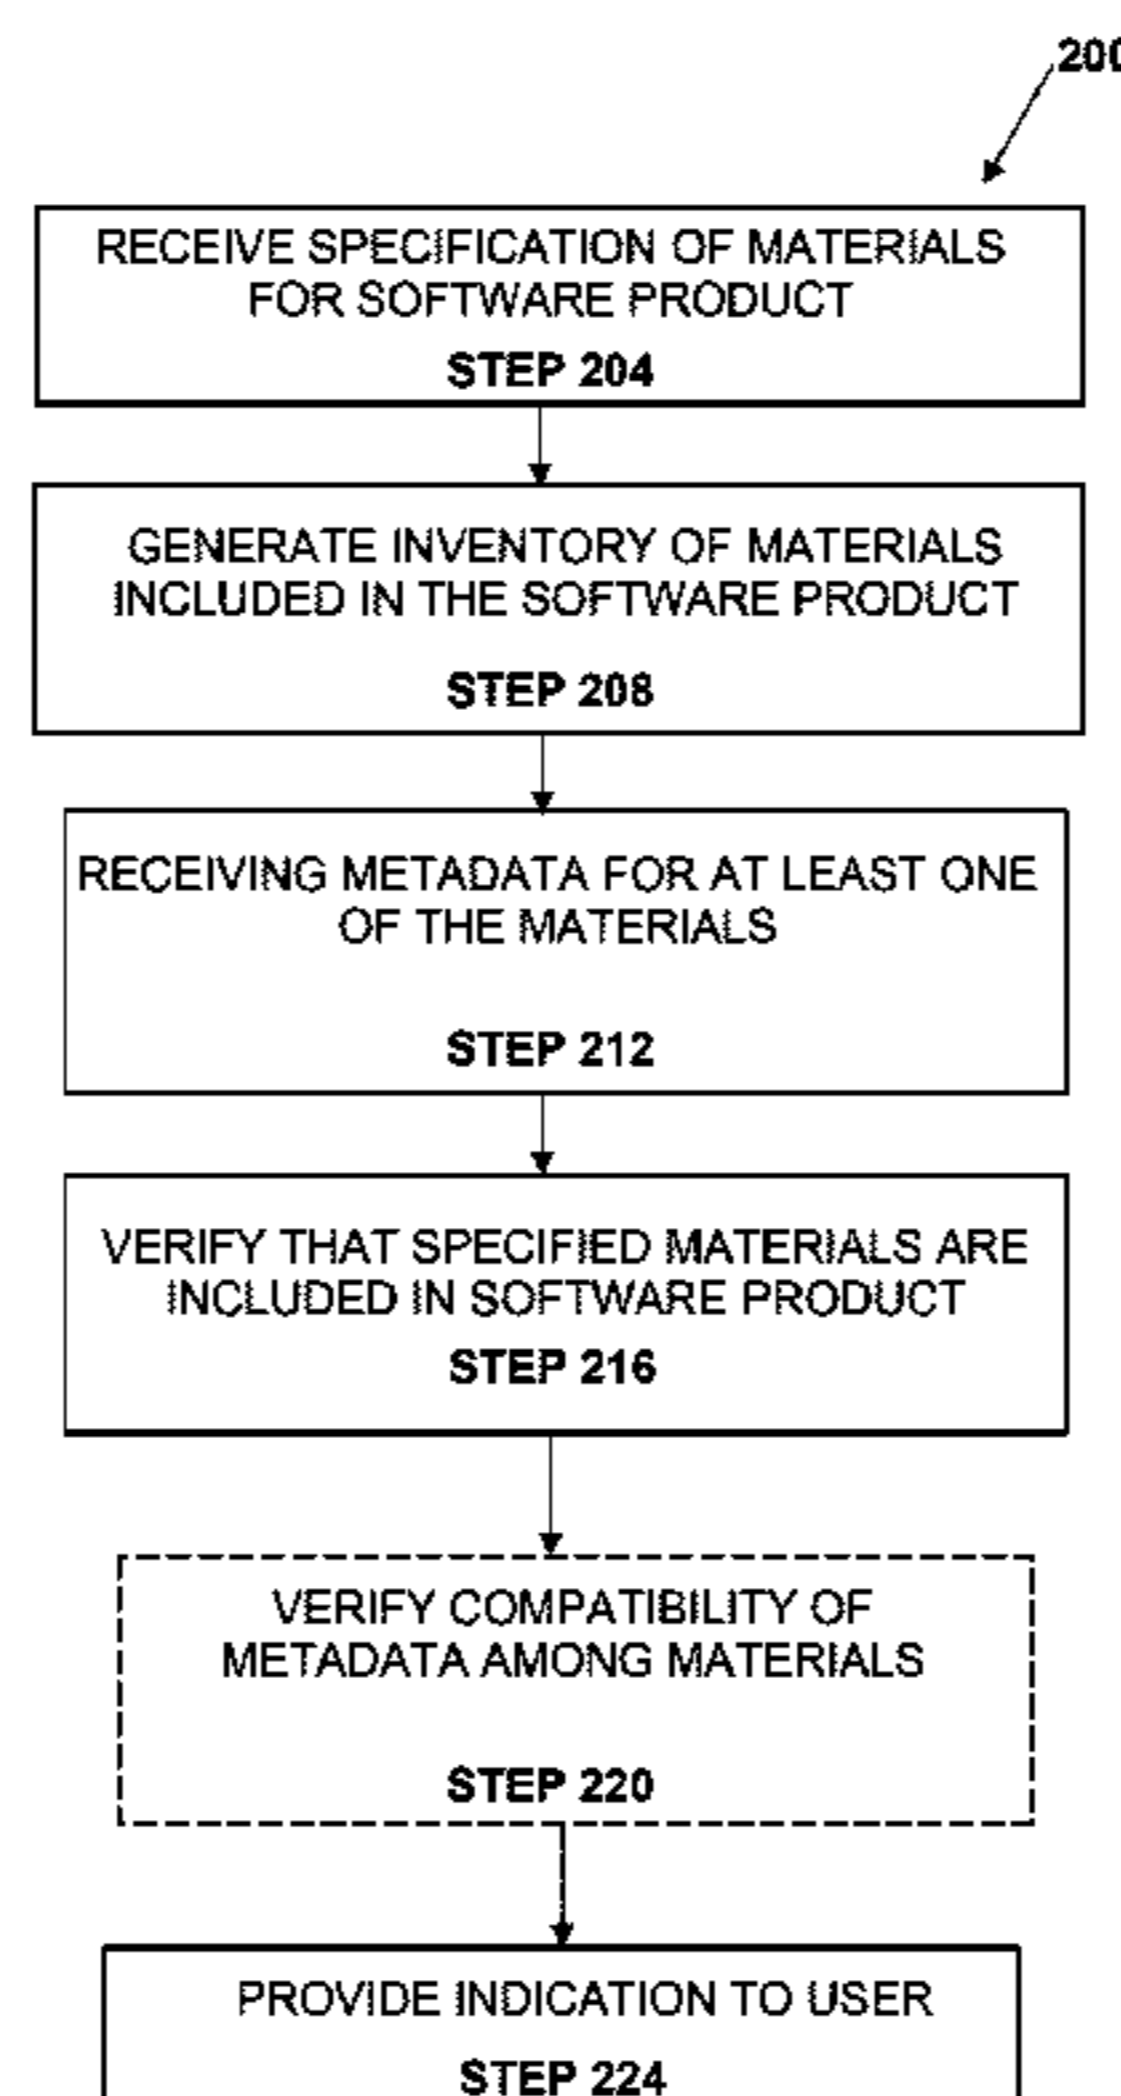 200
RECEIVE SPECIFICATION OF MATERIALS
FOR SOFTWARE PRODUCT
STEP 204
GENERATE INVENTORY OF MATERIALS
INCLUDED IN THE SOFTWARE PRODUCT
STEP 208
RECEIVING METADATA FOR AT LEAST ONE
OF THE MATERIALS
STEP 212
VERIFY THAT SPECIFIED MATERIALS ARE
INCLUDED IN SOFTWARE PRODUCT
STEP 216
VERIFY COMPATIBILITY OF
METADATA AMONG MATERIALS
STEP 220
PROVIDE INDICATION TO USER
STEP 224